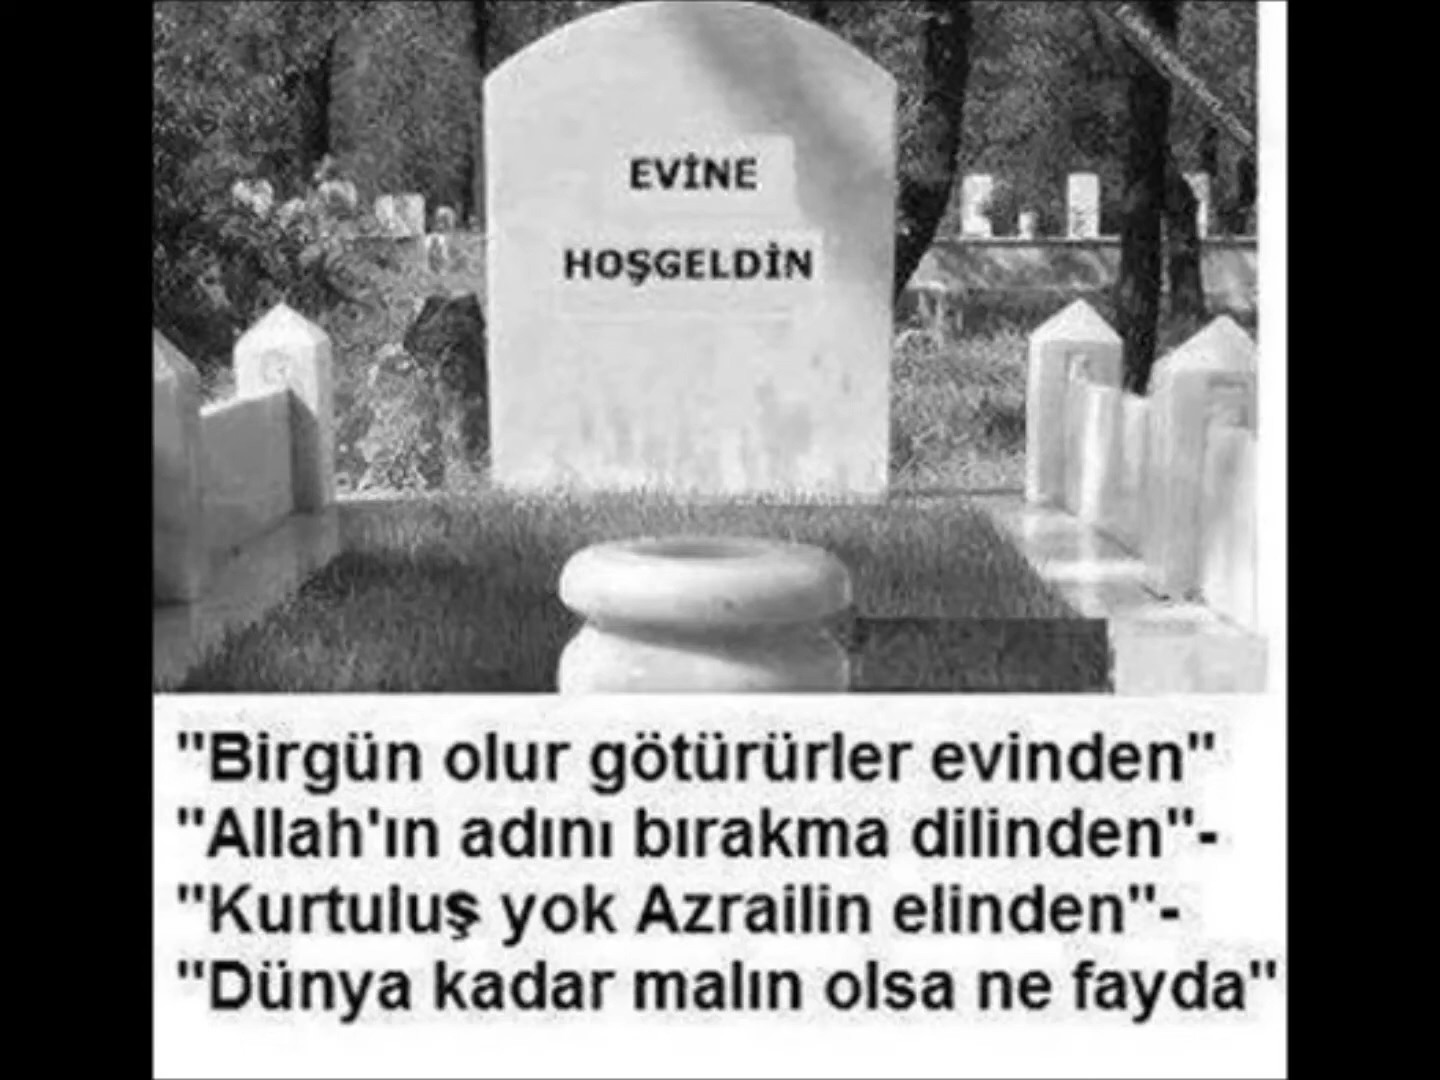 EVİNE
HOŞGELDİN
"Birgün olur götürürler evinden"
"Allah'ın adını bırakma dilinden"-
"Kurtuluş yok Azrailin elinden"-
"Dünya kadar malın olsa ne fayda"